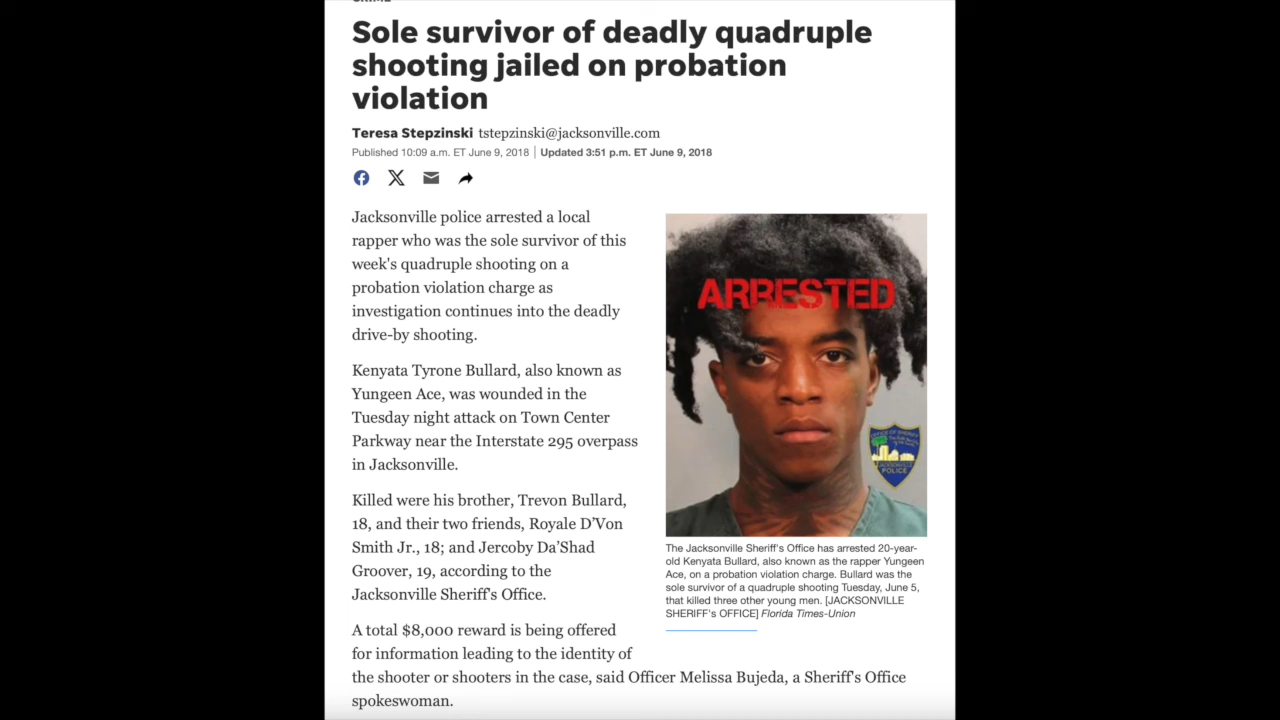 Sole survivor of deadly quadruple
shooting jailed on probation
violation
Teresa Stepzinski tstepzinski@jacksonville.com
Published 10:09 a.m. ET June 9, 2018 | Updated 3:51 p.m. ET June 9, 2018
Jacksonville police arrested a local
rapper who was the sole survivor of this
week's quadruple shooting on a
probation violation charge as
investigation continues into the deadly
drive-by shooting.
Kenyata Tyrone Bullard, also known as
Yungeen Ace, was wounded in the
Tuesday night attack on Town Center
Parkway near the Interstate 295 overpass
in Jacksonville.
Killed were his brother, Trevon Bullard,
18, and their two friends, Royale D’Von
Smith Jr., 18; and Jercoby Da’Shad
Groover, 19, according to the
Jacksonville Sheriff's Office.
A total $8,000 reward is being offered
for information leading to the identity of
the shooter or shooters in the case, said Officer Melissa Bujeda, a Sheriff's Office
spokeswoman.
ARRESTED
OFFICE OF SHERIFF
JACKSONVILLE
POLICE
The Jacksonville Sheriff's Office has arrested 20-year-
old Kenyata Bullard, also known as the rapper Yungeen
Ace, on a probation violation charge. Bullard was the
sole survivor of a quadruple shooting Tuesday, June 5,
that killed three other young men. [JACKSONVILLE
SHERIFF's OFFICE] Florida Times-Union